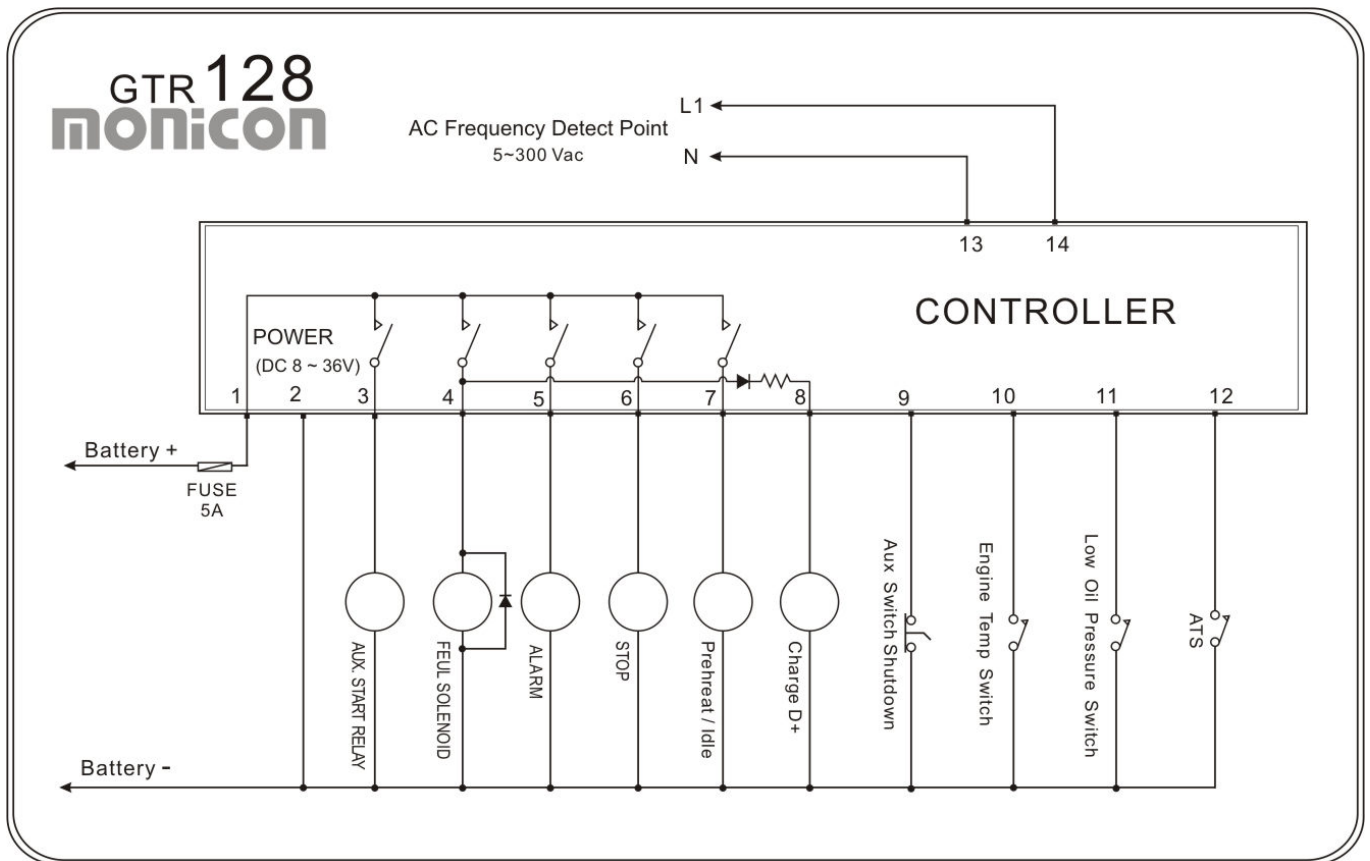 GTR 128
monicon
AC Frequency Detect Point
5~300 Vac
L1
N
13
14
CONTROLLER
POWER
(DC 8 ~ 36V)
1
2
3
4
5
6
7
8
9
10
11
12
Battery +
FUSE
5A
AUX. START RELAY
FEUL SOLENOID
ALARM
STOP
Prehreat / Idle
Charge D+
Aux Switch Shutdown
Engine Temp Switch
Low Oil Pressure Switch
ATS
Battery -